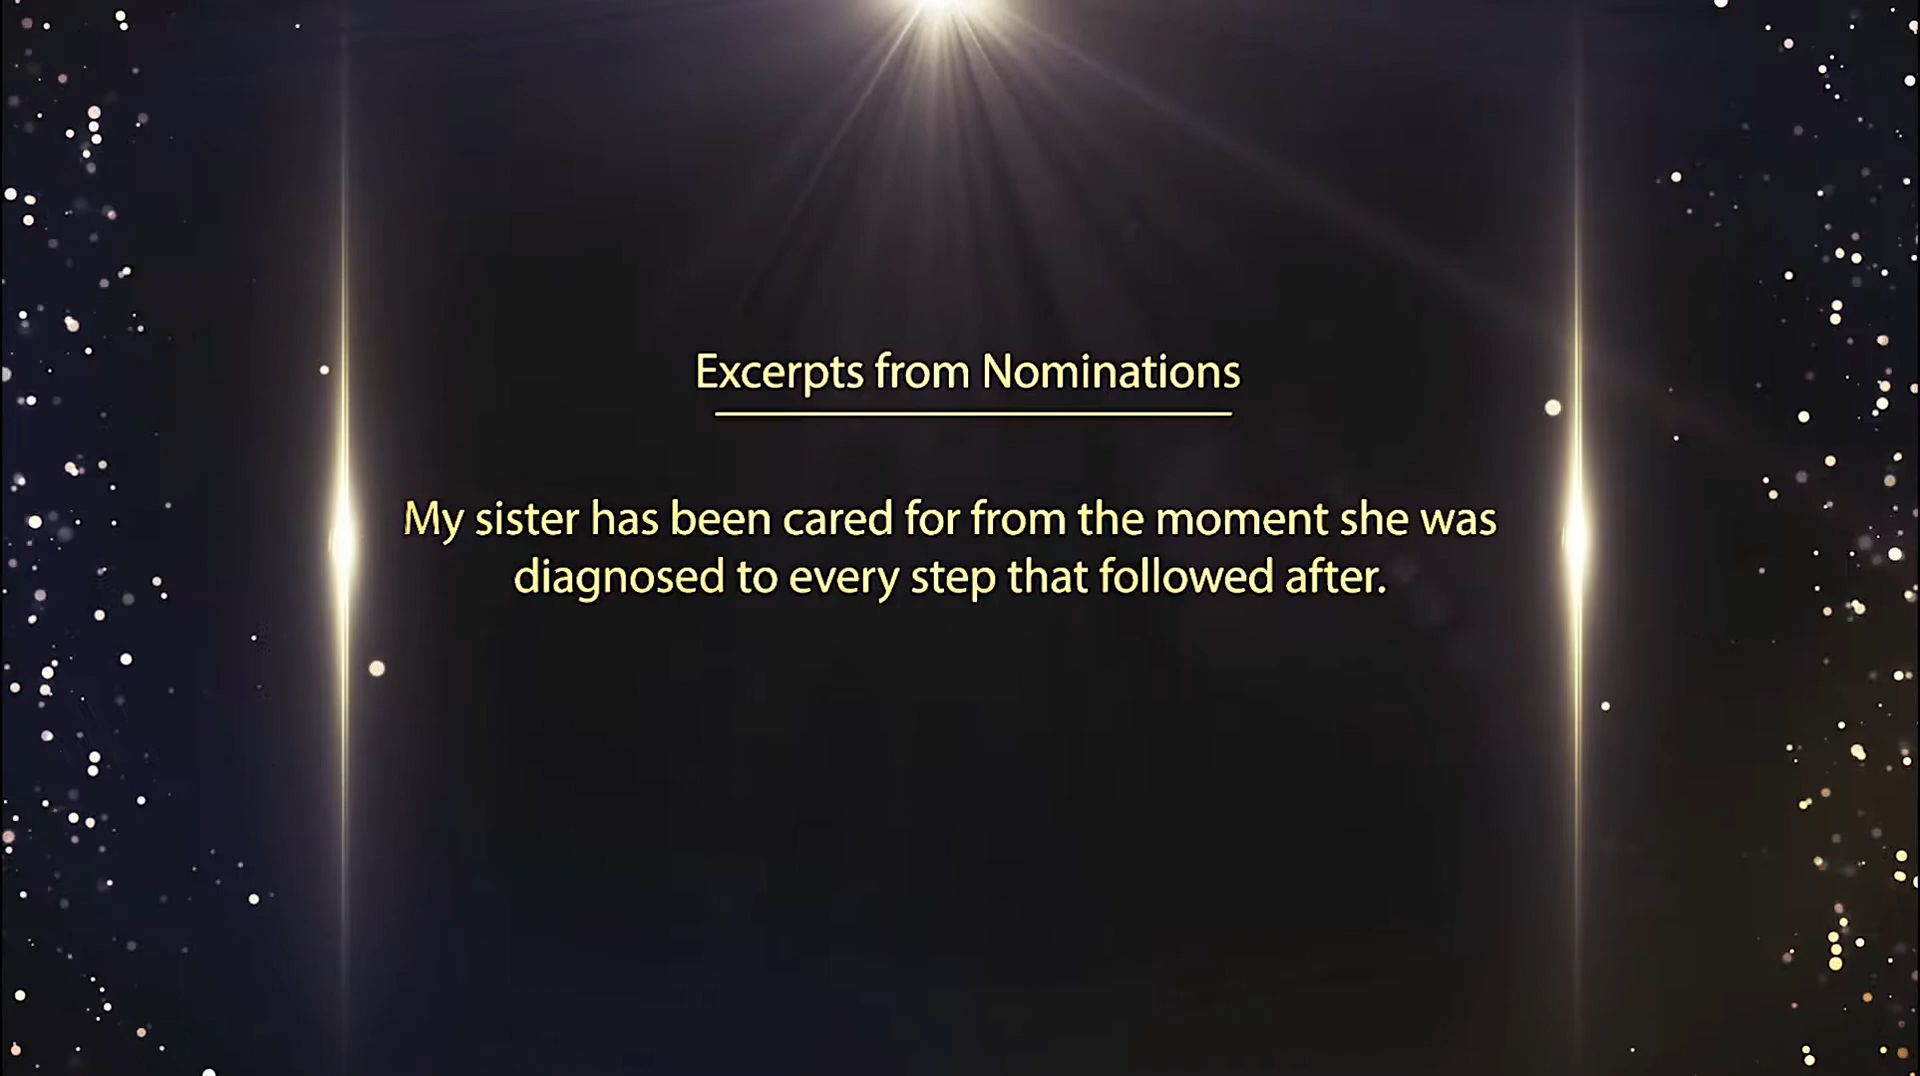 Excerpts from Nominations
My sister has been cared for from the moment she was
diagnosed to every step that followed after.